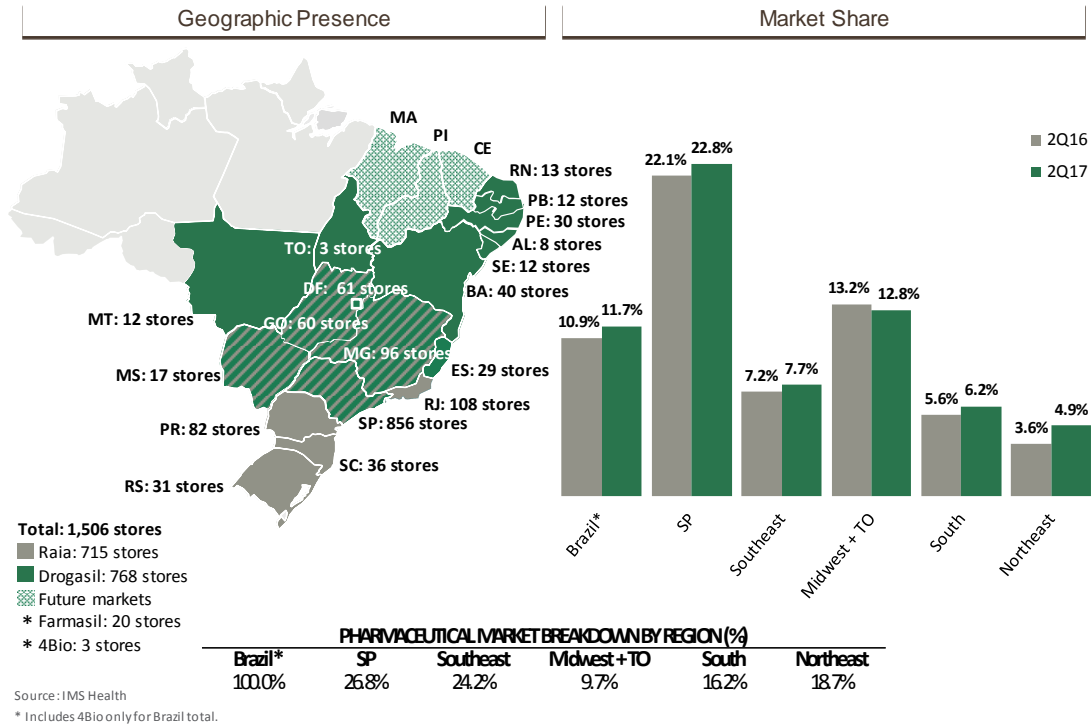 Geographic Presence
Market Share
MA
PI
CE
RN: 13 stores
PB: 12 stores
PE: 30 stores
AL: 8 stores
SE: 12 stores
BA: 40 stores
TO: 3 stores
DF: 61 stores
GO: 60 stores
MT: 12 stores
MG: 96 stores
MS: 17 stores
ES: 29 stores
RJ: 108 stores
SP: 856 stores
PR: 82 stores
SC: 36 stores
RS: 31 stores
Total: 1,506 stores
Raia: 715 stores
Drogasil: 768 stores
Future markets
* Farmasil: 20 stores
* 4Bio: 3 stores
2Q16
2Q17
10.9%
11.7%
22.1%
22.8%
7.2%
7.7%
13.2%
12.8%
5.6%
6.2%
3.6%
4.9%
Brazil*
SP
Southeast
Midwest + TO
South
Northeast
PHARMACEUTICAL MARKET BREAKDOWN BY REGION (%)
Brazil* SP Southeast Midwest + TO South Northeast
100.0% 26.8% 24.2% 9.7% 16.2% 18.7%
Source: IMS Health
* Includes 4Bio only for Brazil total.